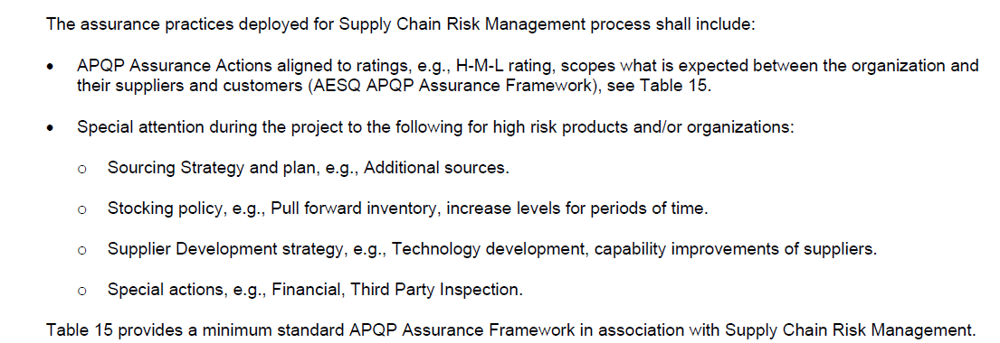 The assurance practices deployed for Supply Chain Risk Management process shall include:
• APQP Assurance Actions aligned to ratings, e.g., H-M-L rating, scopes what is expected between the organization and
their suppliers and customers (AESQ APQP Assurance Framework), see Table 15.
• Special attention during the project to the following for high risk products and/or organizations:
o Sourcing Strategy and plan, e.g., Additional sources.
o Stocking policy, e.g., Pull forward inventory, increase levels for periods of time.
o Supplier Development strategy, e.g., Technology development, capability improvements of suppliers.
o Special actions, e.g., Financial, Third Party Inspection.
Table 15 provides a minimum standard APQP Assurance Framework in association with Supply Chain Risk Management.